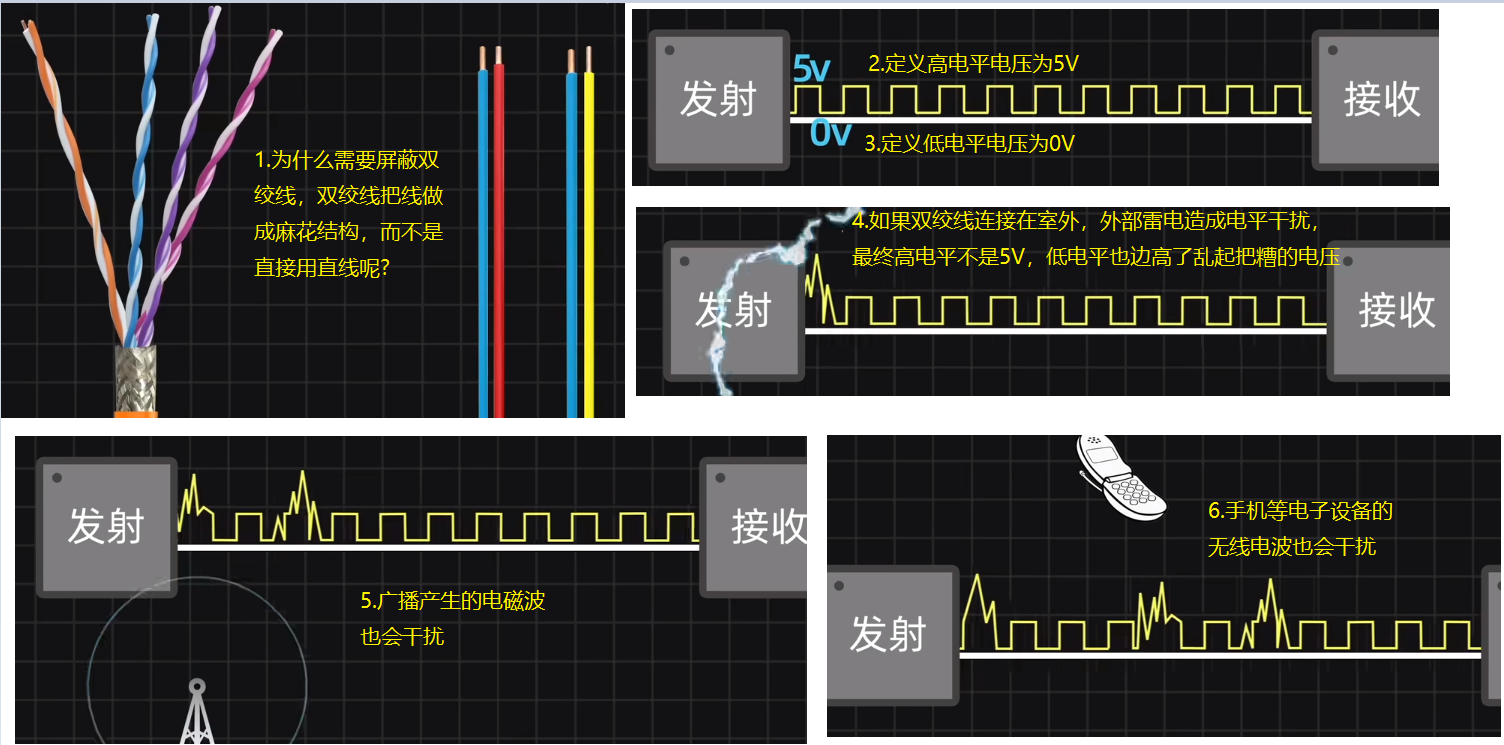 1.为什么需要屏蔽双
绞线，双绞线把线做
成麻花结构，而不是
直接用直线呢?
发射
5v
2.定义高电平电压为5V
0v
3.定义低电平电压为0V
接收
4.如果双绞线连接在室外，外部雷电造成电平干扰，
最终高电平不是5V，低电平也边高了乱起把糟的电压
发射
接收
发射
接收
5.广播产生的电磁波
也会干扰
6.手机等电子设备的
无线电波也会干扰
发射